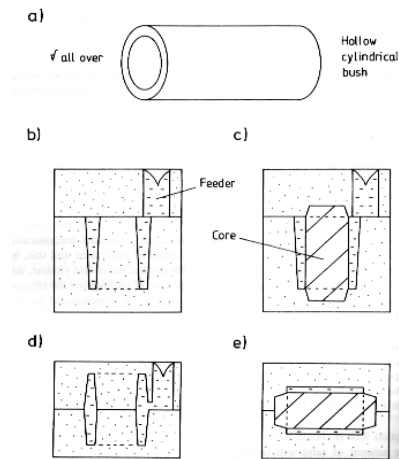 a)
√ all over
Hollow
cylindrical
bush
b)
c)
Feeder
Core
d)
e)